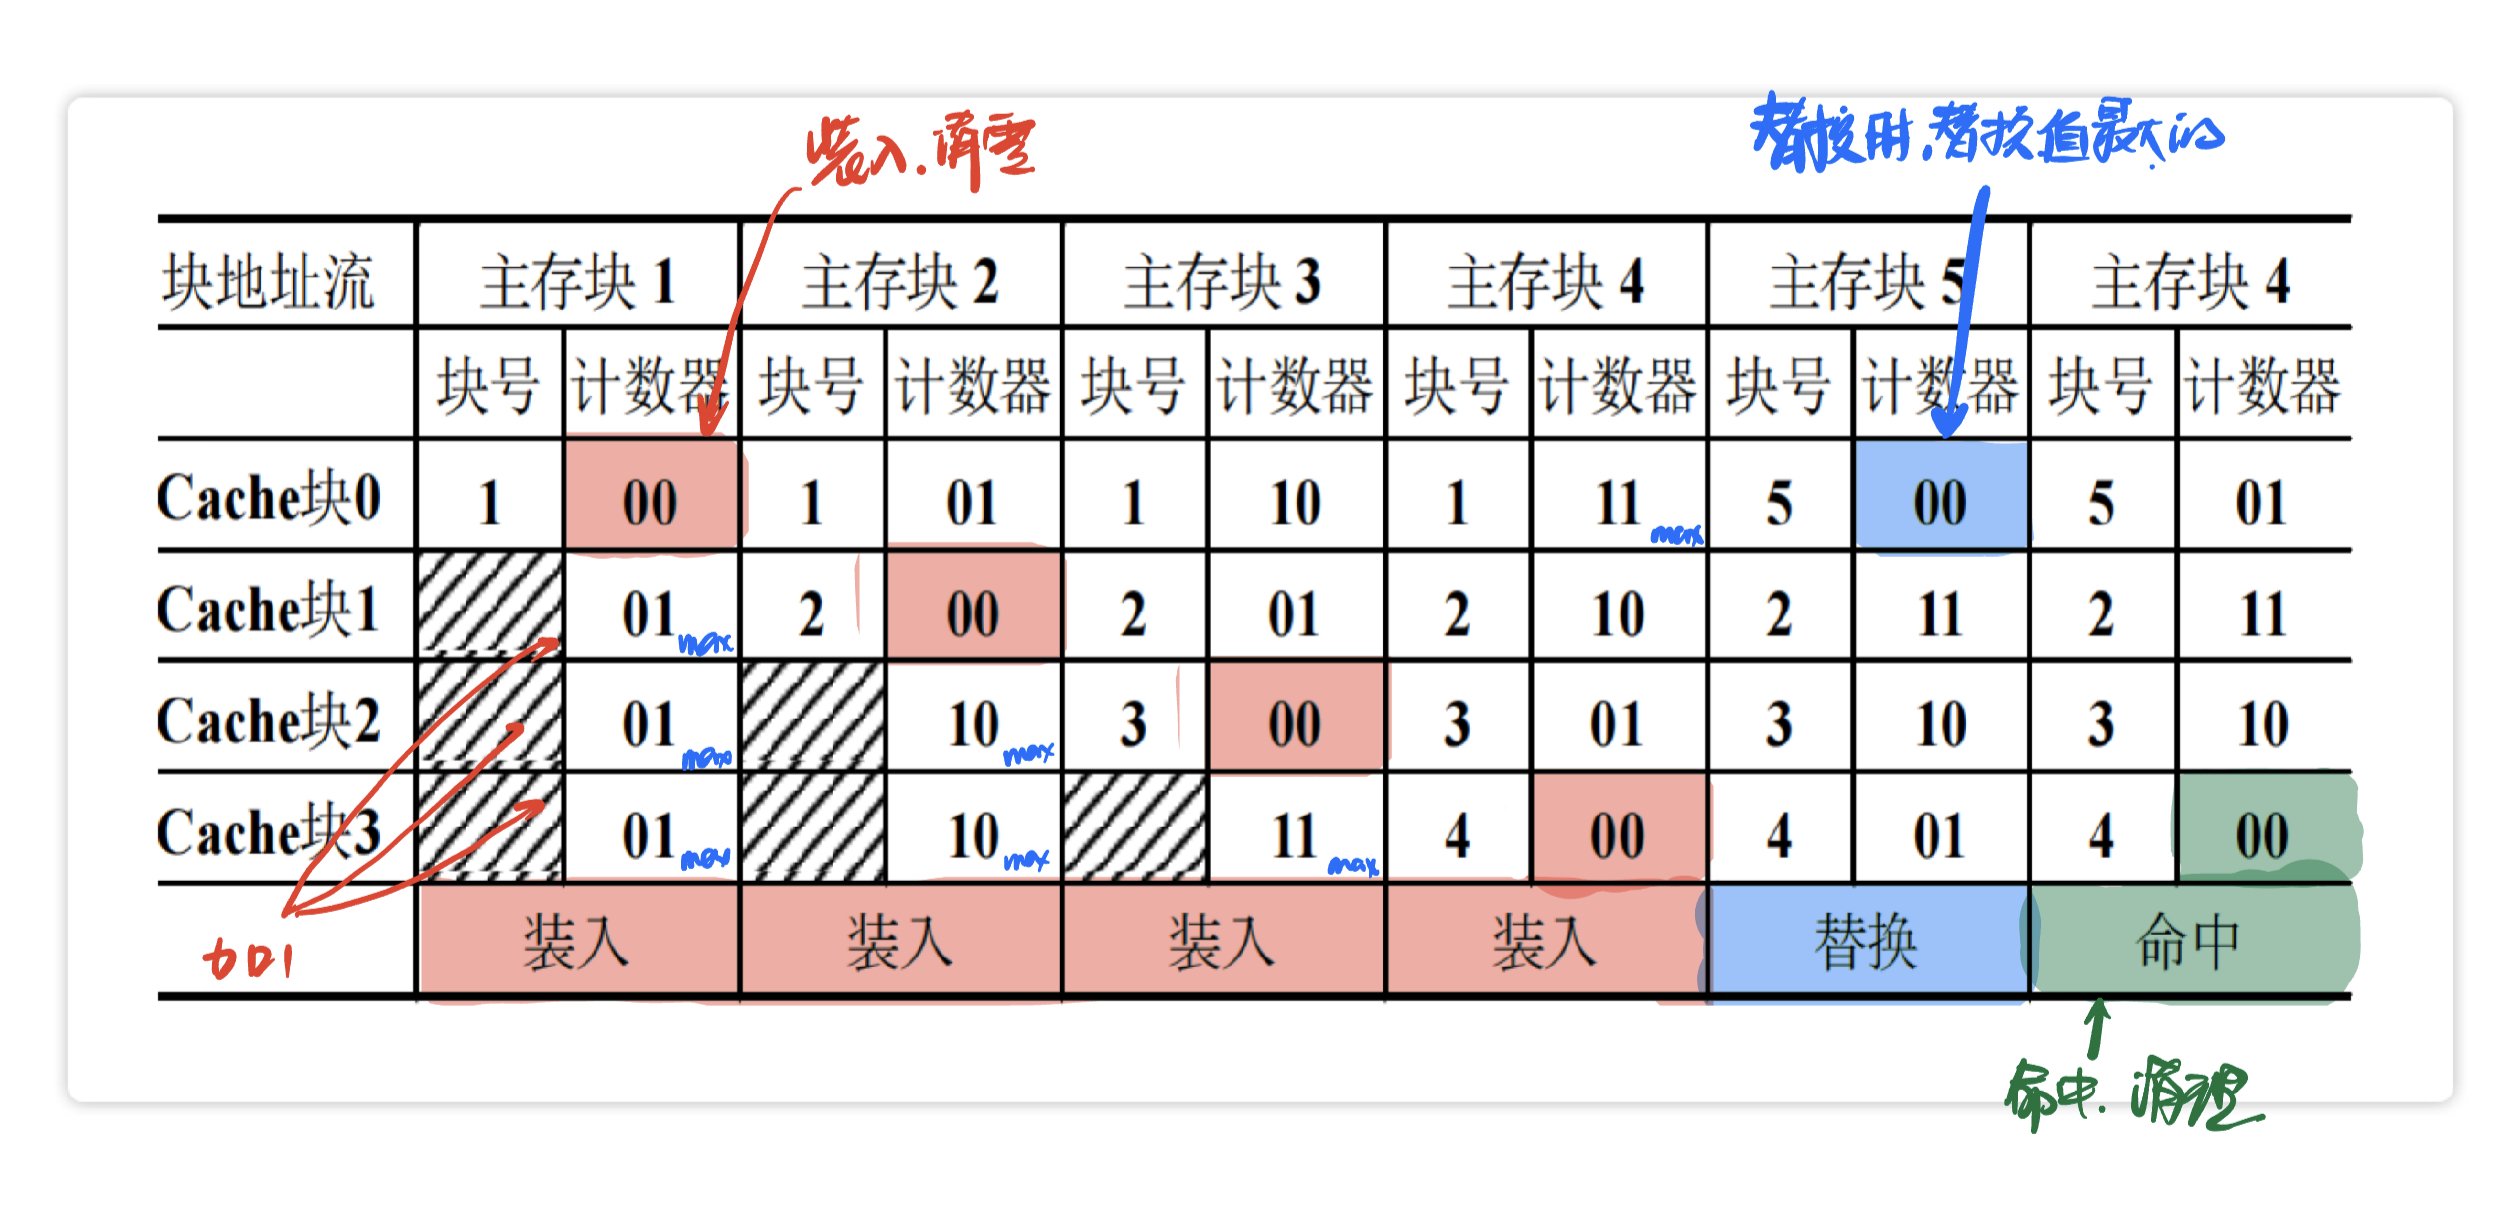 装入.清零
替换时.替换值最大的
块地址流 主存块 1 主存块 2 主存块 3 主存块 4 主存块 5 主存块 4
块号 计数器 块号 计数器 块号 计数器 块号 计数器 块号 计数器 块号 计数器
Cache块0 1 00 1 01 1 10 1 11 max 5 00 5 01
Cache块1 01 max 2 00 2 01 2 10 2 11 2 11
Cache块2 01 max 10 max 3 00 3 01 3 10 3 10
Cache块3 01 max 10 max 11 max 4 00 4 01 4 00
装入 装入 装入 装入 替换 命中
加1
命中.清零